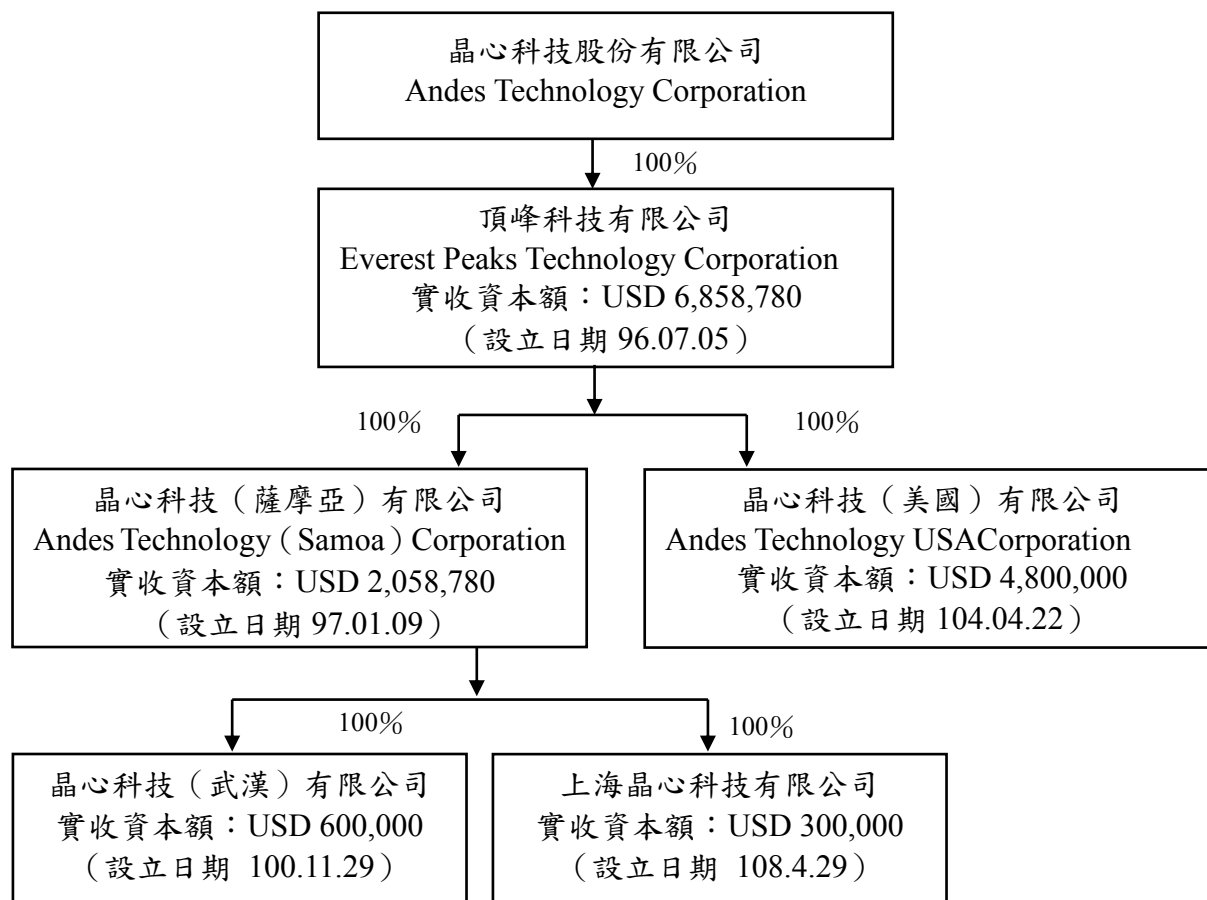 晶心科技股份有限公司
Andes Technology Corporation
100%
頂峰科技有限公司
Everest Peaks Technology Corporation
實收資本額：USD 6,858,780
（設立日期 96.07.05）
100%
100%
晶心科技（薩摩亞）有限公司
Andes Technology（Samoa）Corporation
實收資本額：USD 2,058,780
（設立日期 97.01.09）
晶心科技（美國）有限公司
Andes Technology USACorporation
實收資本額：USD 4,800,000
（設立日期 104.04.22）
100%
100%
晶心科技（武漢）有限公司
實收資本額：USD 600,000
（設立日期 100.11.29）
上海晶心科技有限公司
實收資本額：USD 300,000
（設立日期 108.4.29）